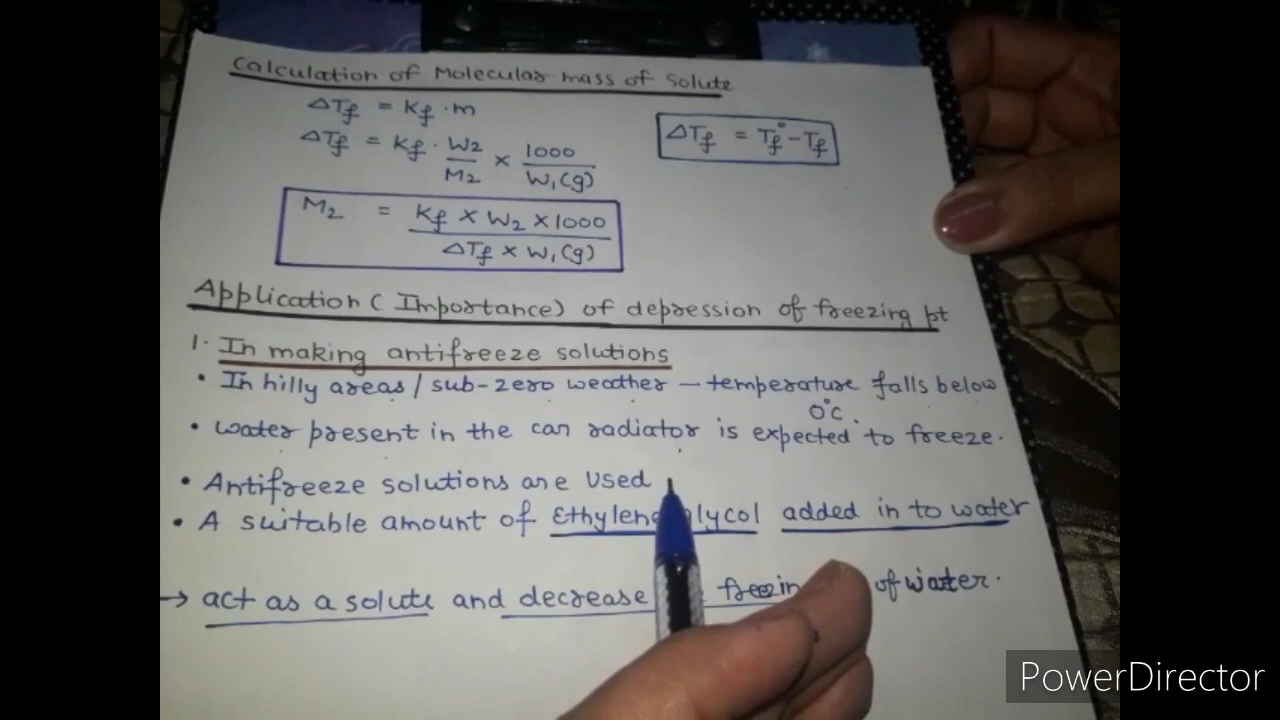 Calculation of Molecular mass of Solute
ΔTf = Kf · m
ΔTf = Tf° - Tf
ΔTf = Kf · W2/M2 × 1000/W1(g)
M2 = Kf × W2 × 1000 / ΔTf × W1(g)
Application (Importance) of depression of freezing pt
1. In making antifreeze solutions
• In hilly areas / sub-zero weather — temperature falls below
0°C.
• water present in the car radiator is expected to freeze.
• Antifreeze solutions are used
• A suitable amount of added in to water
→ act as a solute and decrease of water.
PowerDirector